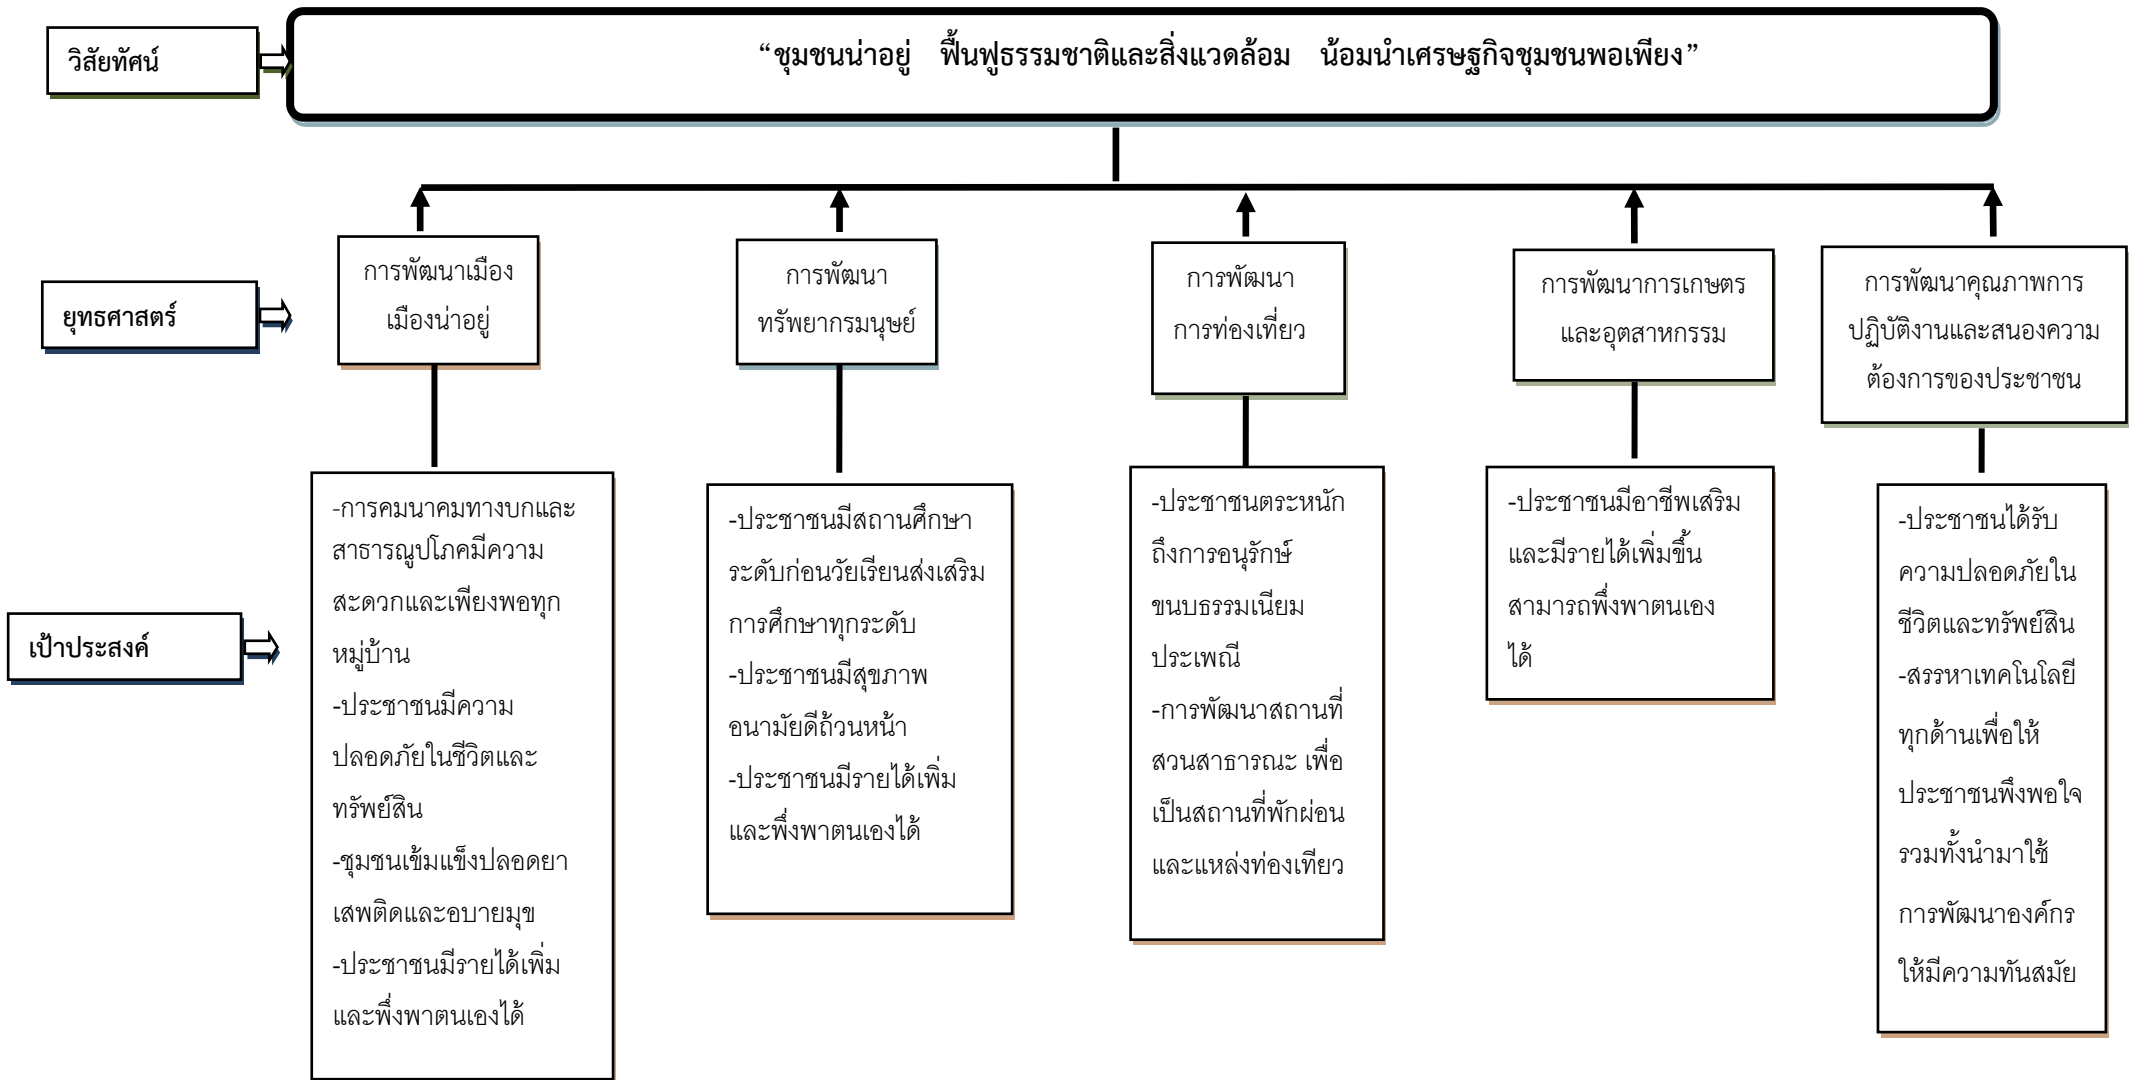 วิสัยทัศน์
“ชุมชนน่าอยู่ ฟื้นฟูธรรมชาติและสิ่งแวดล้อม น้อมนำเศรษฐกิจชุมชนพอเพียง”
ยุทธศาสตร์
การพัฒนาเมือง
เมืองน่าอยู่
การพัฒนา
ทรัพยากรมนุษย์
การพัฒนา
การท่องเที่ยว
การพัฒนาการเกษตร
และอุตสาหกรรม
การพัฒนาคุณภาพการ
ปฏิบัติงานและสนองความ
ต้องการของประชาชน
เป้าประสงค์
-การคมนาคมทางบกและ
สาธารณูปโภคมีความ
สะดวกและเพียงพอทุก
หมู่บ้าน
-ประชาชนมีความ
ปลอดภัยในชีวิตและ
ทรัพย์สิน
-ชุมชนเข้มแข็งปลอดยา
เสพติดและอบายมุข
-ประชาชนมีรายได้เพิ่ม
และพึ่งพาตนเองได้
-ประชาชนมีสถานศึกษา
ระดับก่อนวัยเรียนส่งเสริม
การศึกษาทุกระดับ
-ประชาชนมีสุขภาพ
อนามัยดีถ้วนหน้า
-ประชาชนมีรายได้เพิ่ม
และพึ่งพาตนเองได้
-ประชาชนตระหนัก
ถึงการอนุรักษ์
ขนบธรรมเนียม
ประเพณี
-การพัฒนาสถานที่
สวนสาธารณะ เพื่อ
เป็นสถานที่พักผ่อน
และแหล่งท่องเทียว
-ประชาชนมีอาชีพเสริม
และมีรายได้เพิ่มขึ้น
สามารถพึ่งพาตนเอง
ได้
-ประชาชนได้รับ
ความปลอดภัยใน
ชีวิตและทรัพย์สิน
-สรรหาเทคโนโลยี
ทุกด้านเพื่อให้
ประชาชนพึงพอใจ
รวมทั้งนำมาใช้
การพัฒนาองค์กร
ให้มีความทันสมัย